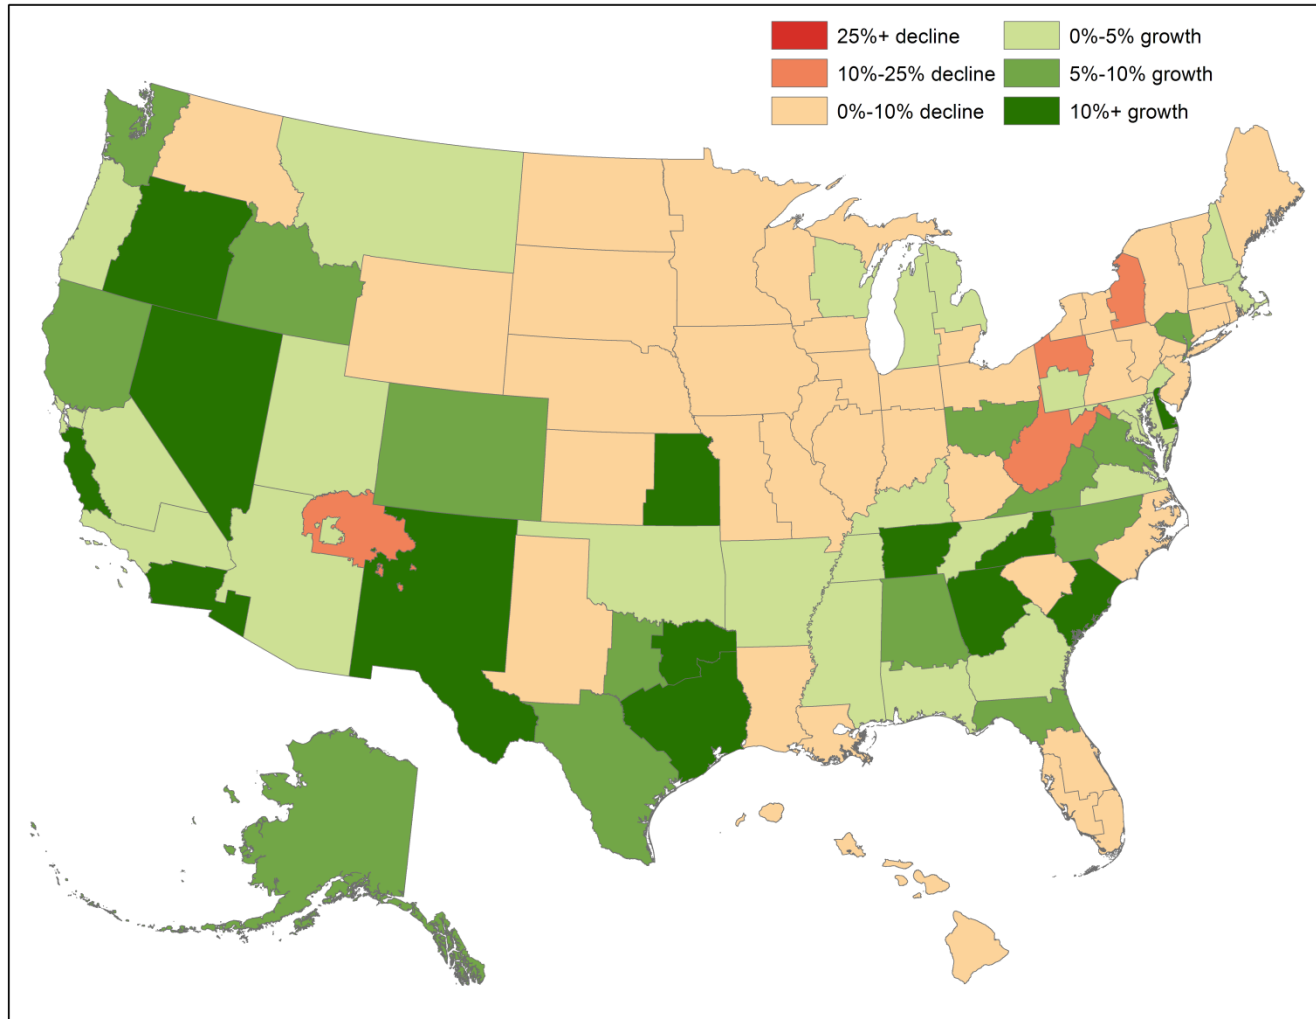 25%+ decline
10%-25% decline
0%-10% decline
0%-5% growth
5%-10% growth
10%+ growth